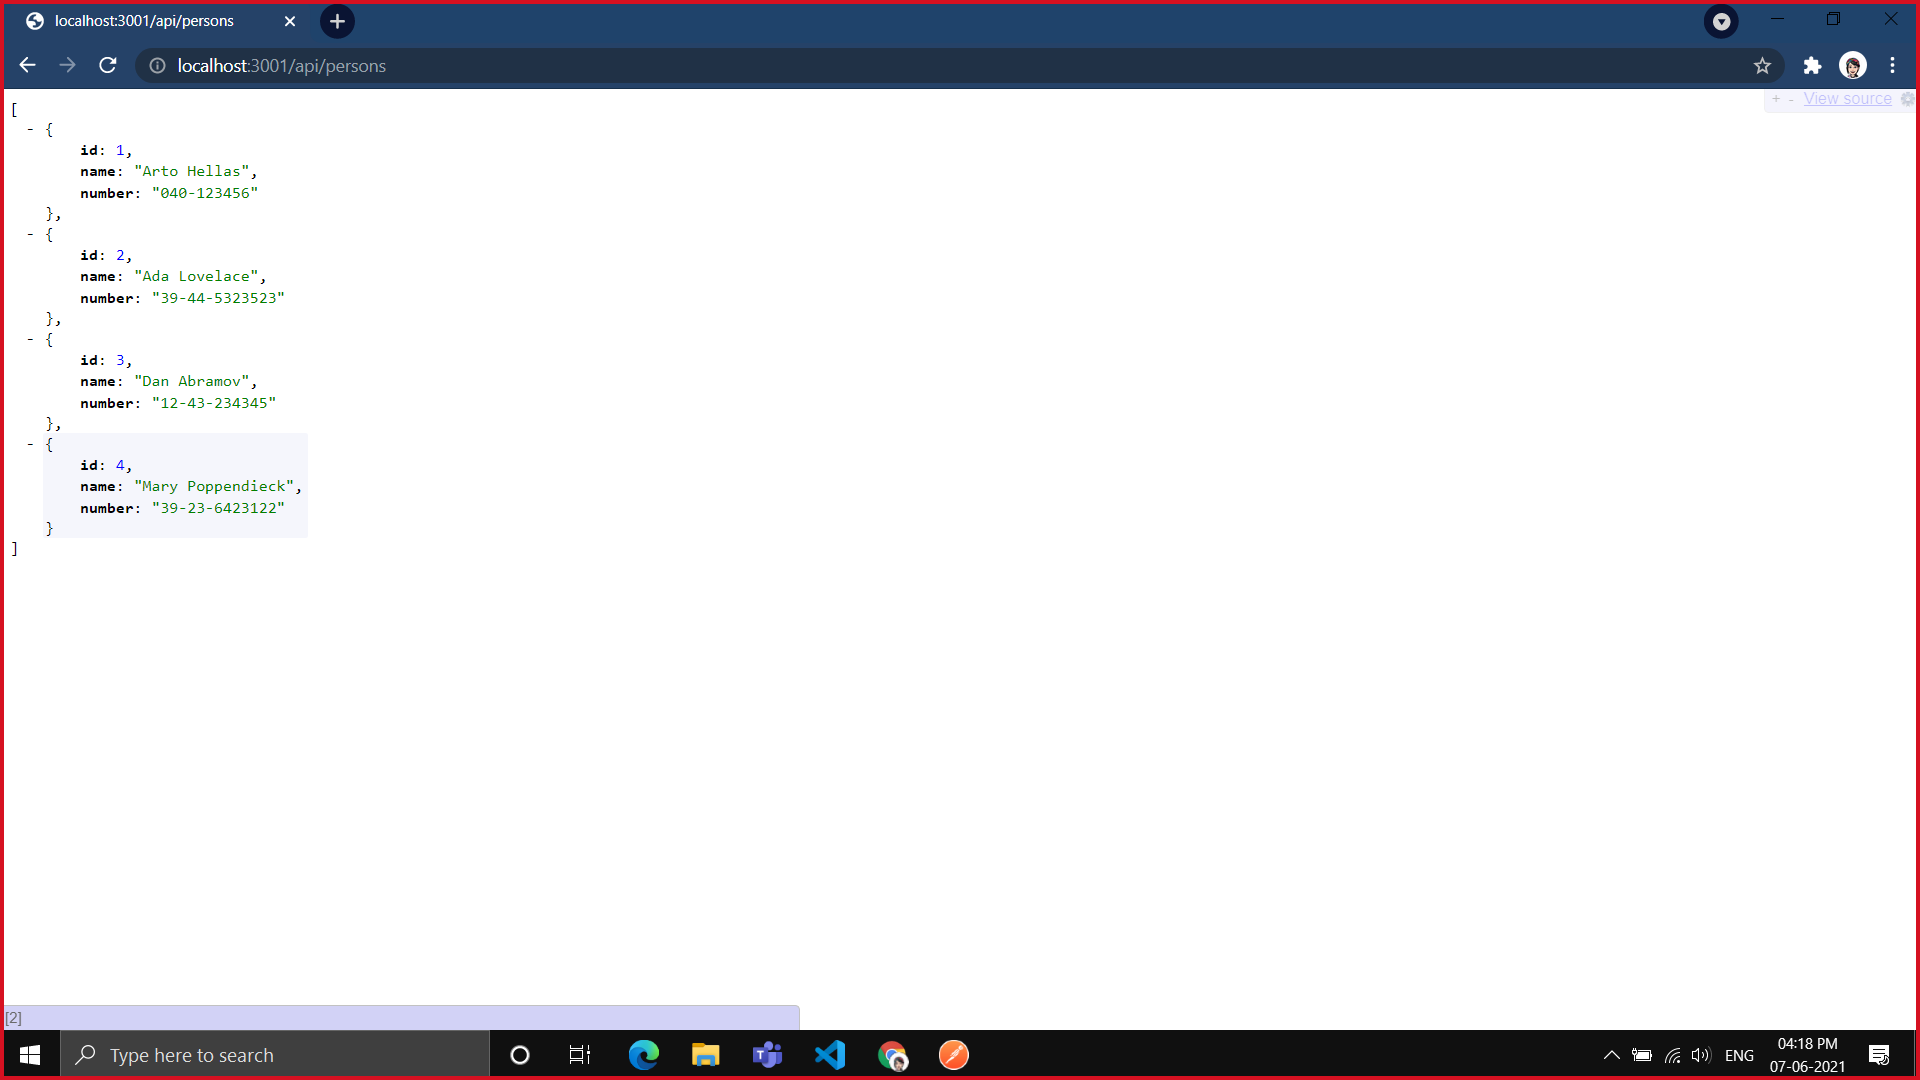 localhost:3001/api/persons
localhost:3001/api/persons
+ - View source
[
- {
id: 1,
name: "Arto Hellas",
number: "040-123456"
},
- {
id: 2,
name: "Ada Lovelace",
number: "39-44-5323523"
},
- {
id: 3,
name: "Dan Abramov",
number: "12-43-234345"
},
- {
id: 4,
name: "Mary Poppendieck",
number: "39-23-6423122"
}
]
[2]
Type here to search
ENG
04:18 PM
07-06-2021